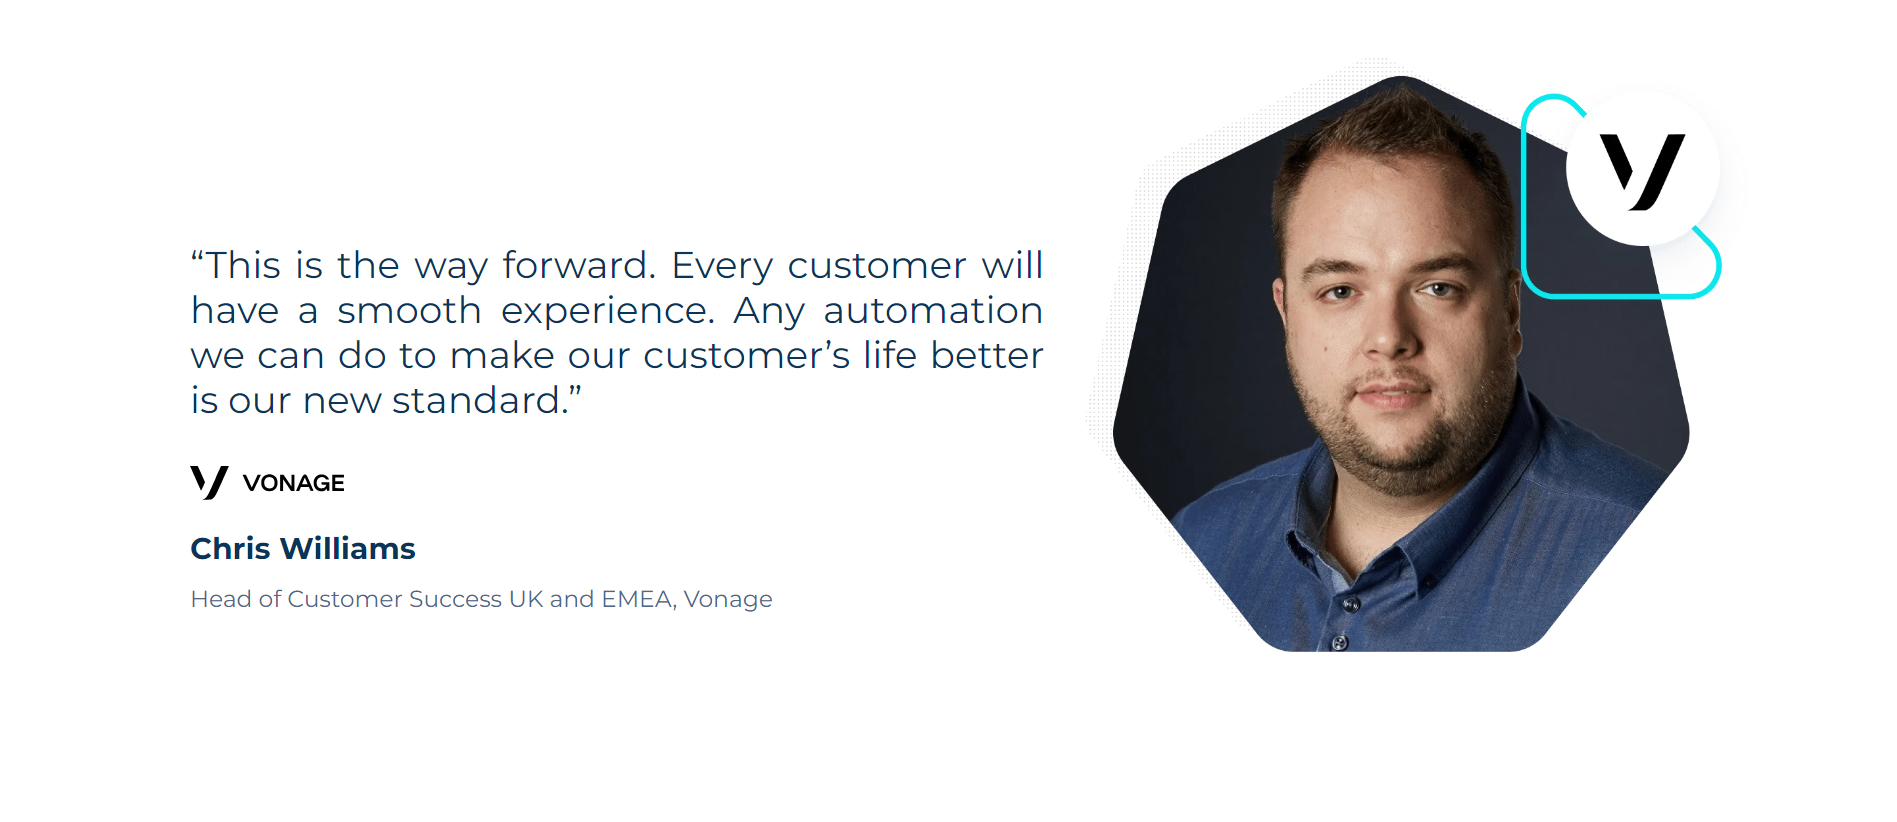 “This is the way forward. Every customer will
have a smooth experience. Any automation
we can do to make our customer’s life better
is our new standard.”
VONAGE
Chris Williams
Head of Customer Success UK and EMEA, Vonage